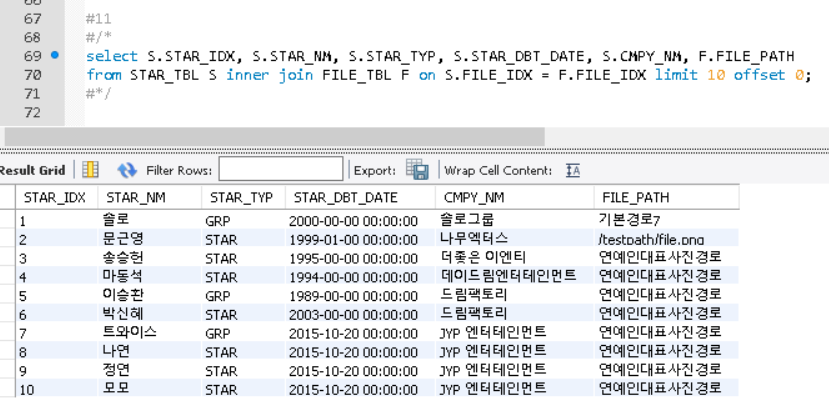 67 #11
68 #/*
69 select S.STAR_IDX, S.STAR_NM, S.STAR_TYP, S.STAR_DBT_DATE, S.CMPY_NM, F.FILE_PATH
70 from STAR_TBL S inner join FILE_TBL F on S.FILE_IDX = F.FILE_IDX limit 10 offset 0;
71 #*/
72
Result Grid Filter Rows: Export: Wrap Cell Content: IA
STAR_IDX STAR_NM STAR_TYP STAR_DBT_DATE CMPY_NM FILE_PATH
1 솔로 GRP 2000-00-00 00:00:00 솔로그룹 기본경로7
2 문근영 STAR 1999-01-00 00:00:00 나무엑터스 /testpath/file.png
3 송승헌 STAR 1995-00-00 00:00:00 더좋은 이엔티 연예인대표사진경로
4 마동석 STAR 1994-00-00 00:00:00 데이드림엔터테인먼트 연예인대표사진경로
5 이승환 GRP 1989-00-00 00:00:00 드림팩토리 연예인대표사진경로
6 박신혜 STAR 2003-00-00 00:00:00 드림팩토리 연예인대표사진경로
7 트와이스 GRP 2015-10-20 00:00:00 JYP 엔터테인먼트 연예인대표사진경로
8 나연 STAR 2015-10-20 00:00:00 JYP 엔터테인먼트 연예인대표사진경로
9 정연 STAR 2015-10-20 00:00:00 JYP 엔터테인먼트 연예인대표사진경로
10 모모 STAR 2015-10-20 00:00:00 JYP 엔터테인먼트 연예인대표사진경로